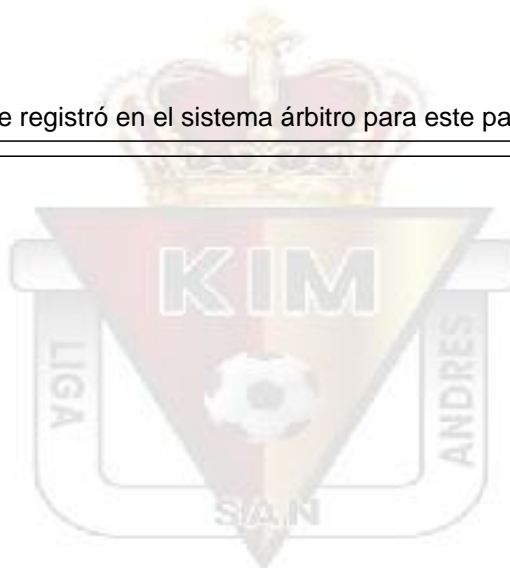 e registró en el sistema árbitro para este pa
KIM
LIGA
ANDRES
SAN